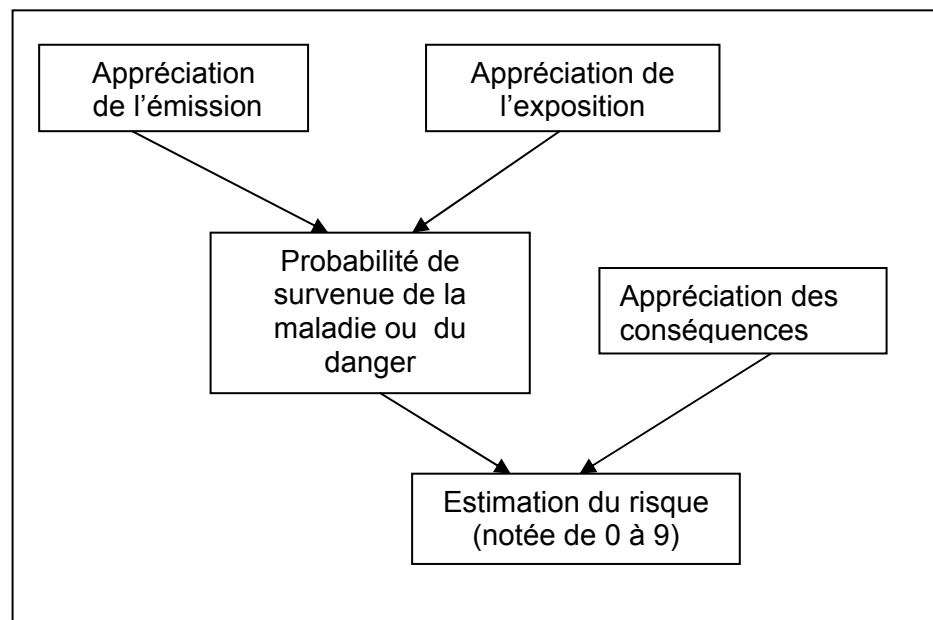 Appréciation
de l'émission
Appréciation de
l'exposition
Probabilité de
survenue de la
maladie ou du
danger
Appréciation des
conséquences
Estimation du risque
(notée de 0 à 9)